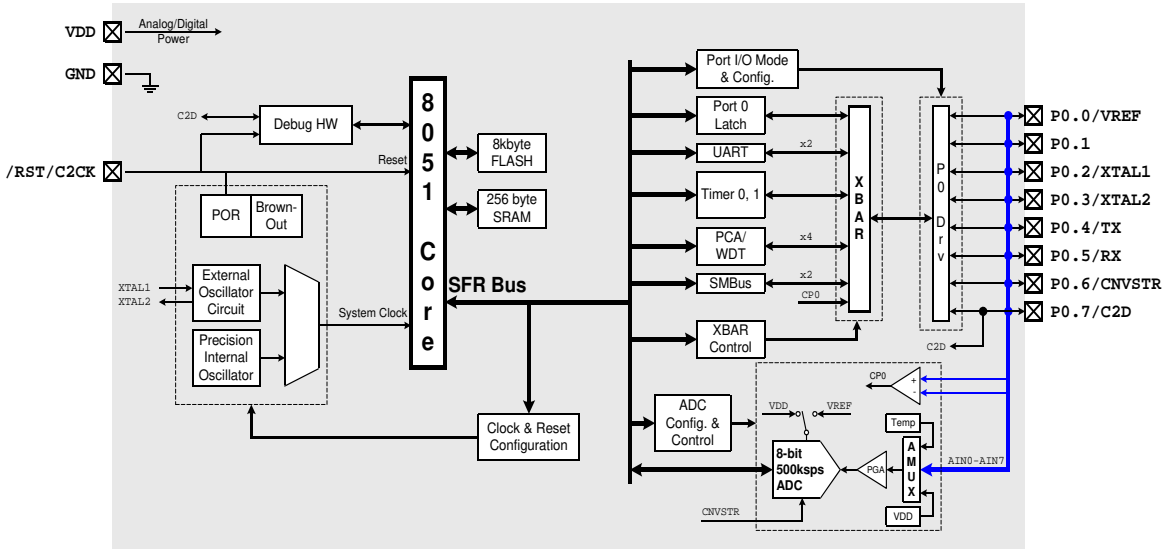 VDD
Analog/Digital
Power
GND
C2D
Debug HW
/RST/C2CK
Reset
POR
Brown-
Out
XTAL1
XTAL2
External
Oscillator
Circuit
Precision
Internal
Oscillator
System Clock
8
0
5
1
C
o
r
e
8kbyte
FLASH
256 byte
SRAM
SFR Bus
Clock & Reset
Configuration
Port I/O Mode
& Config.
Port 0
Latch
UART
x2
Timer 0, 1
PCA/
WDT
x4
SMBus
x2
CP0
XBAR
Control
X
B
A
R
P
0
D
r
v
P0.0/VREF
P0.1
P0.2/XTAL1
P0.3/XTAL2
P0.4/TX
P0.5/RX
P0.6/CNVSTR
P0.7/C2D
C2D
ADC
Config. &
Control
CP0
+
-
VDD
VREF
Temp
8-bit
500ksps
ADC
PGA
A
M
U
X
AIN0-AIN7
VDD
CNVSTR